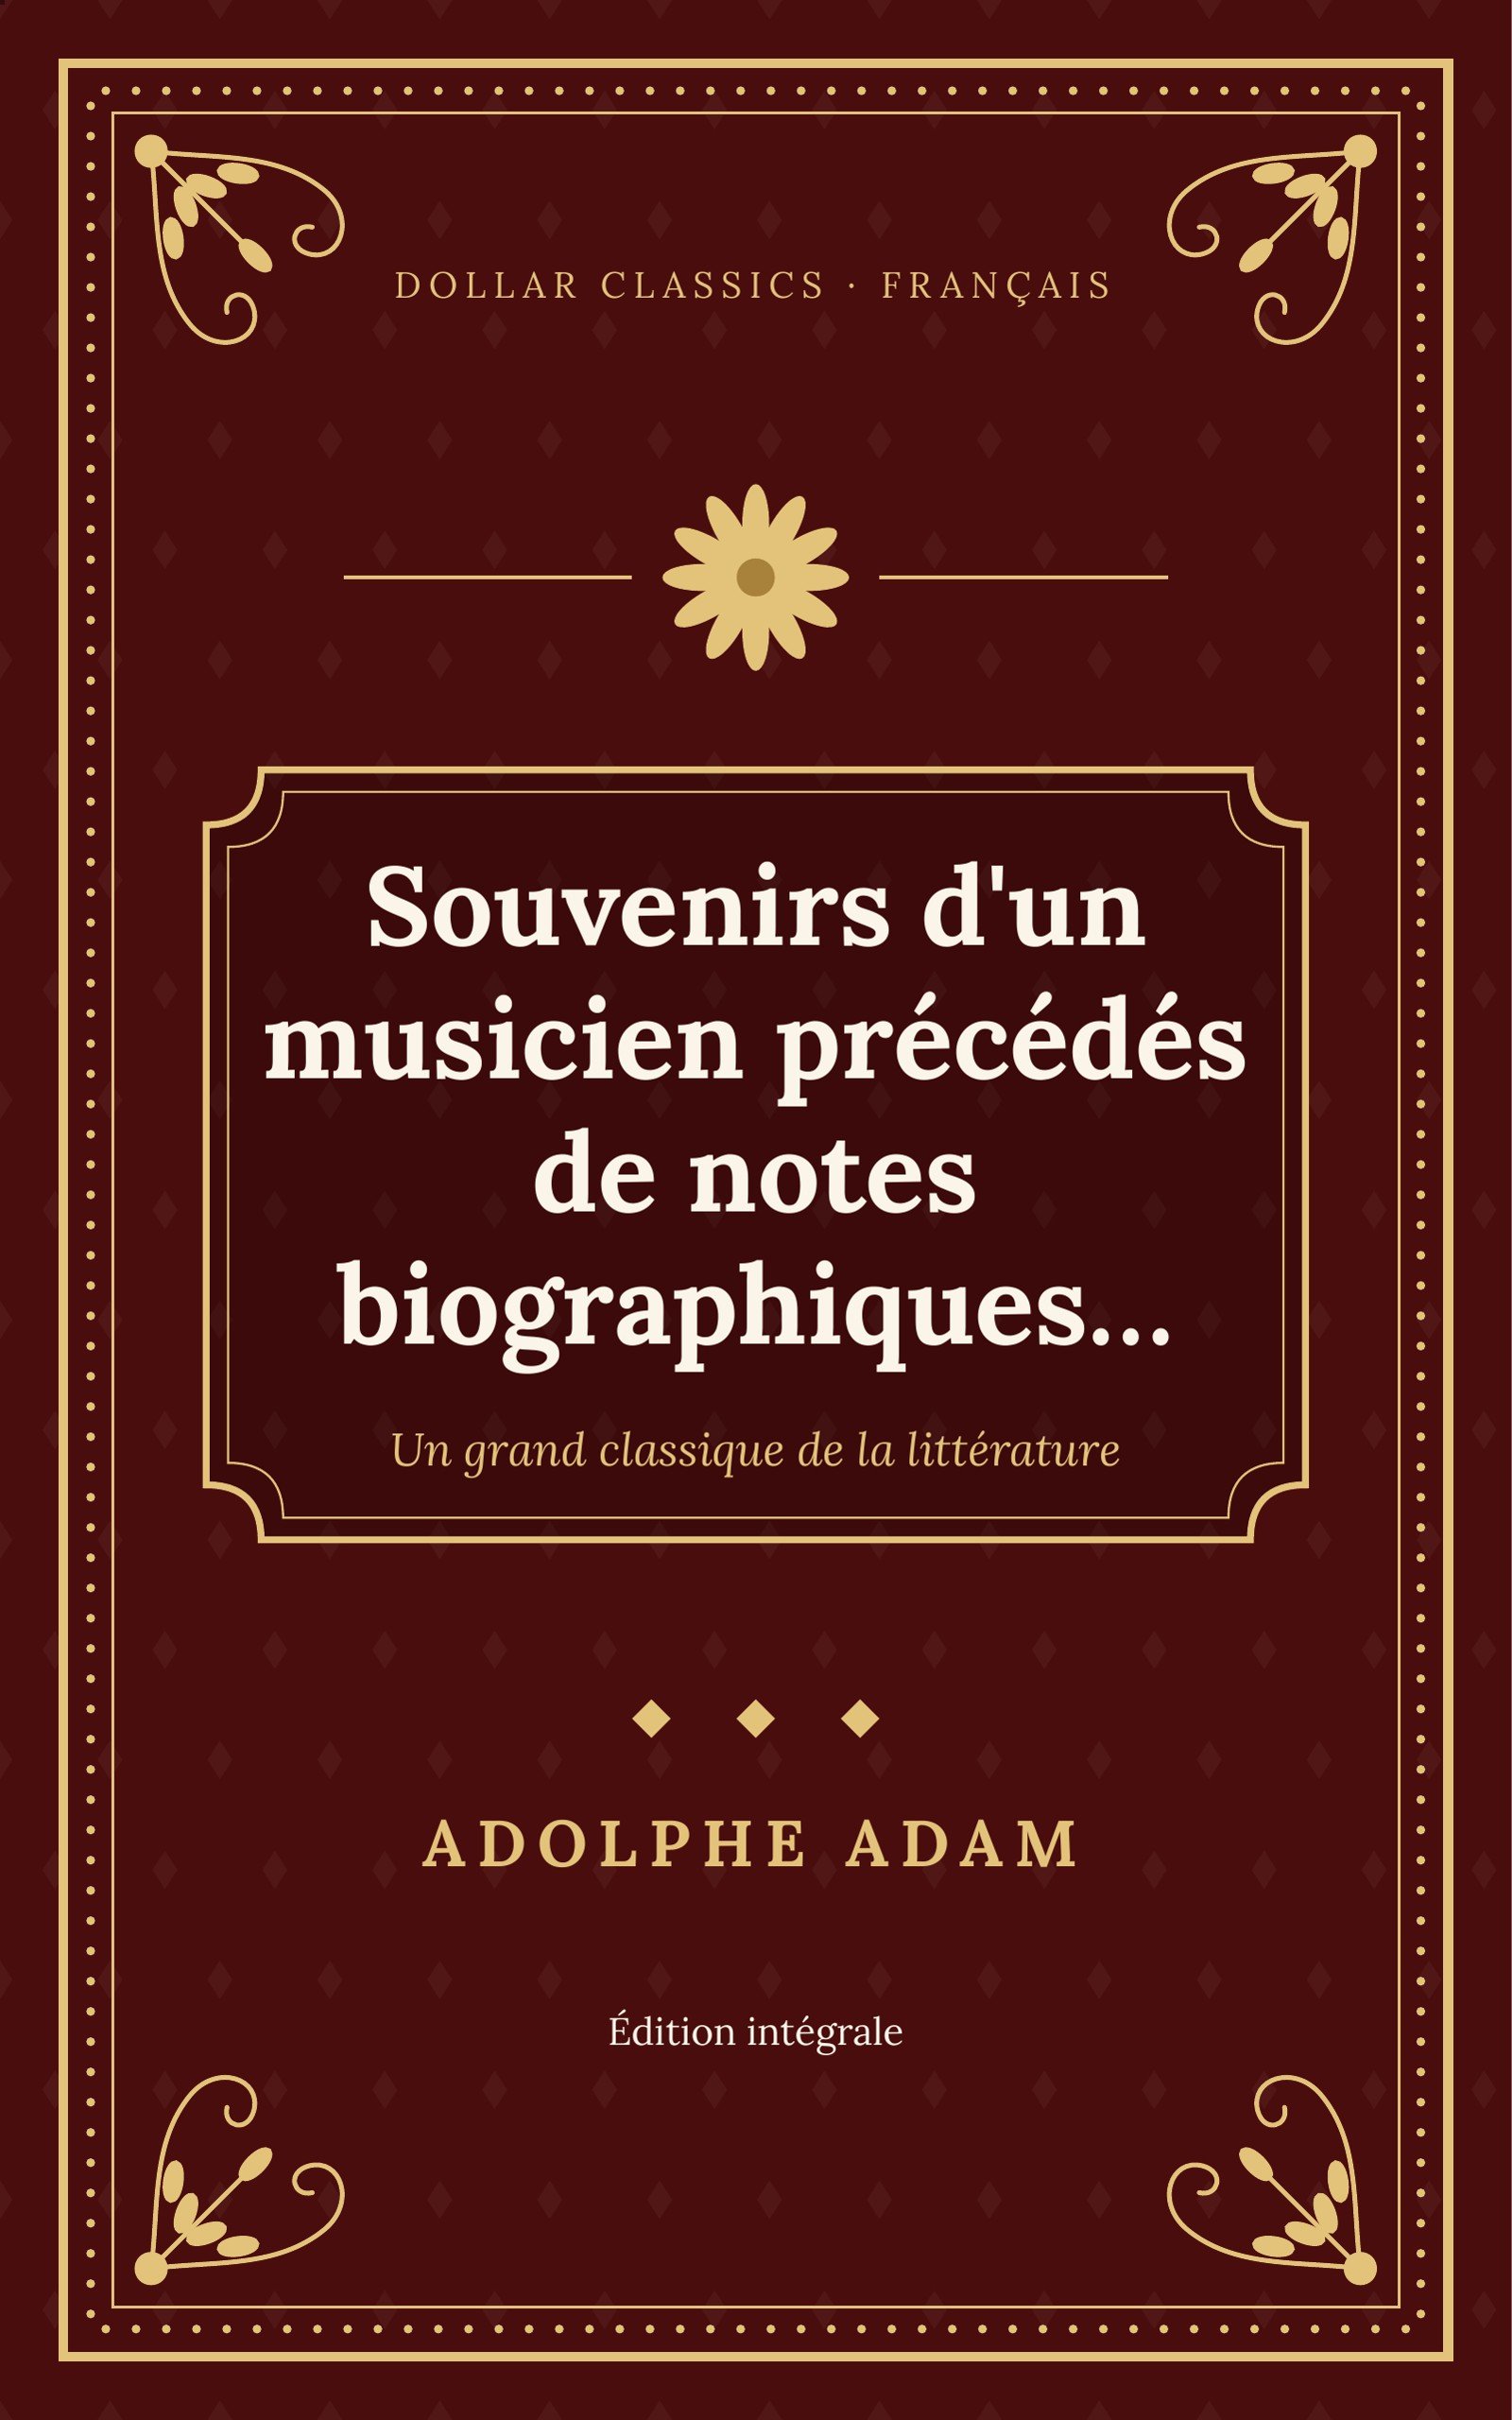 DOLLAR CLASSICS · FRANÇAIS
Souvenirs d'un
musicien précédés
de notes
biographiques...
Un grand classique de la littérature
ADOLPHE ADAM
Édition intégrale